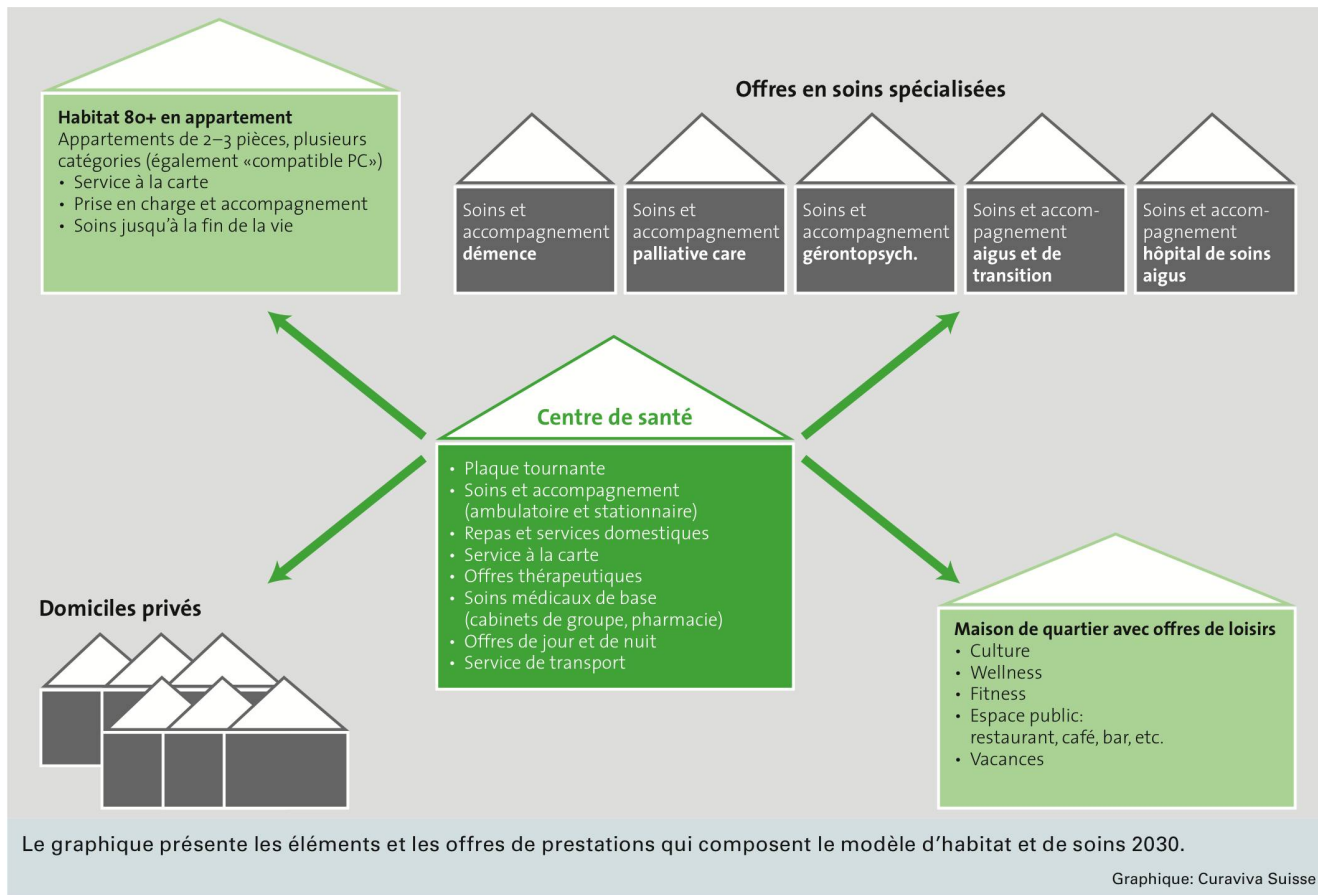 Habitat 80+ en appartement
Appartements de 2–3 pièces, plusieurs
catégories (également «compatible PC»)
• Service à la carte
• Prise en charge et accompagnement
• Soins jusqu’à la fin de la vie
Offres en soins spécialisées
Soins et
accompagnement
démence
Soins et
accompagnement
palliative care
Soins et
accompagnement
gérontopsych.
Soins et accom-
pagnement
aigus et de
transition
Soins et accom-
pagnement
hôpital de soins
aigus
Centre de santé
• Plaque tournante
• Soins et accompagnement
(ambulatoire et stationnaire)
• Repas et services domestiques
• Service à la carte
• Offres thérapeutiques
• Soins médicaux de base
(cabinets de groupe, pharmacie)
• Offres de jour et de nuit
• Service de transport
Domiciles privés
Maison de quartier avec offres de loisirs
• Culture
• Wellness
• Fitness
• Espace public:
restaurant, café, bar, etc.
• Vacances
Le graphique présente les éléments et les offres de prestations qui composent le modèle d’habitat et de soins 2030.
Graphique: Curaviva Suisse